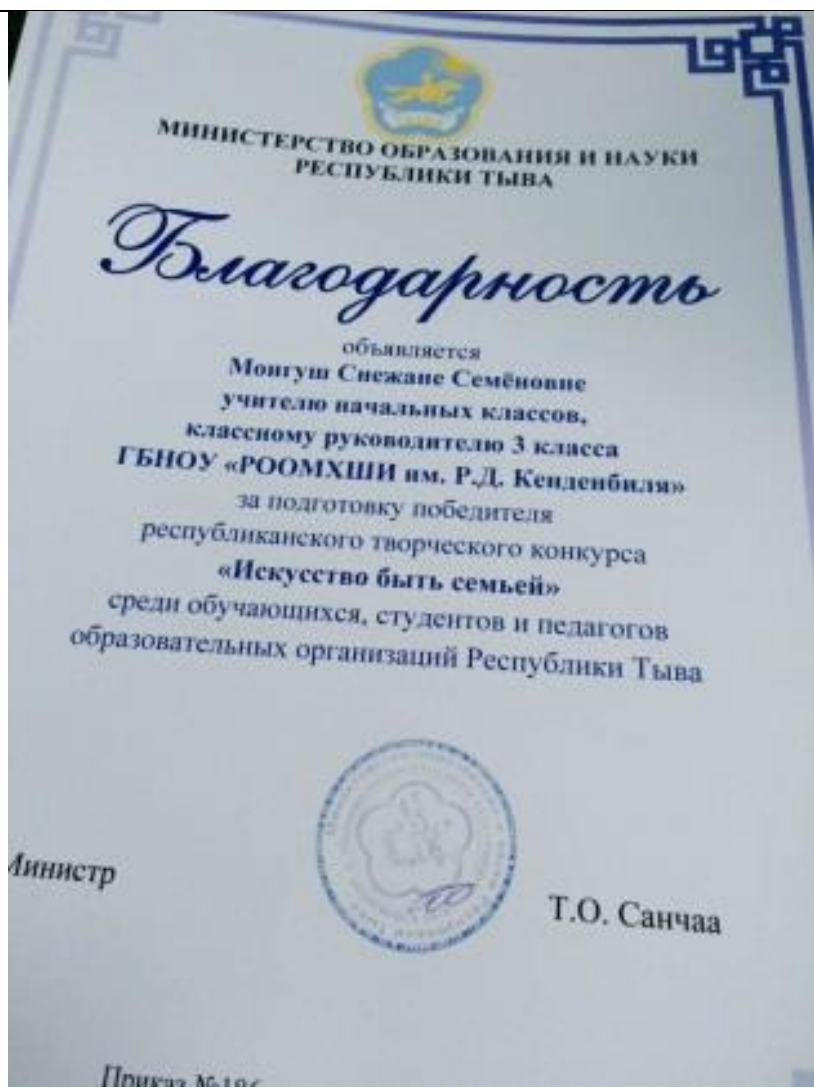 МИНИСТЕРСТВО ОБРАЗОВАНИЯ И НАУКИ
РЕСПУБЛИКИ ТЫВА
Благодарность
объявляется
Монгуш Снежане Семёновне
учителю начальных классов,
классному руководителю 3 класса
ГБНОУ «РООМХШИ им. Р.Д. Кенденбиля»
за подготовку победителя
республиканского творческого конкурса
«Искусство быть семьей»
среди обучающихся, студентов и педагогов
образовательных организаций Республики Тыва
Министр
Т.О. Санчаа
Приказ №186